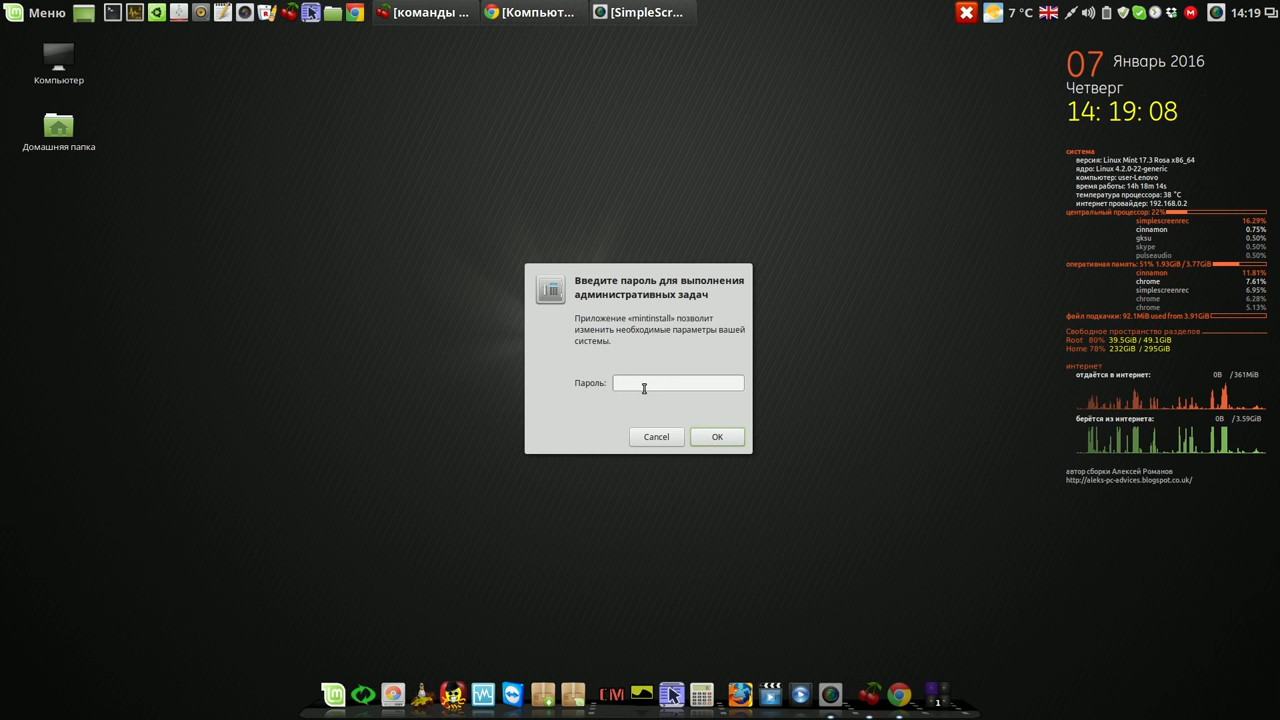 Меню
[команды ...
[Компьют...
[SimpleScr...
7 °C
14:19
Компьютер
Домашняя папка
07 Январь 2016
Четверг
14: 19: 08
система
версия: Linux Mint 17.3 Rosa x86_64
ядро: Linux 4.2.0-22-generic
компьютер: user-Lenovo
время работы: 14h 18m 14s
температура процессора: 38 °C
интернет провайдер: 192.168.0.2
центральный процессор: 22%
simplescreenrec 16.29%
cinnamon 0.75%
gksu 0.50%
skype 0.50%
pulseaudio 0.50%
оперативная память: 51% 1.93GiB / 3.77GiB
cinnamon 11.81%
chrome 7.61%
simplescreenrec 6.95%
chrome 6.28%
chrome 5.13%
файл подкачки: 92.1MiB used from 3.91GiB
Свободное пространство разделов
Root 80% 39.5GiB / 49.1GiB
Home 78% 232GiB / 295GiB
интернет
отдаётся в интернет: 0B / 361MiB
берётся из интернета: 0B / 3.59GiB
автор сборки Алексей Романов
http://aleks-pc-advices.blogspot.co.uk/
Введите пароль для выполнения
административных задач
Приложение «mintinstall» позволит
изменить необходимые параметры вашей
системы.
Пароль:
Cancel
OK
CM
1